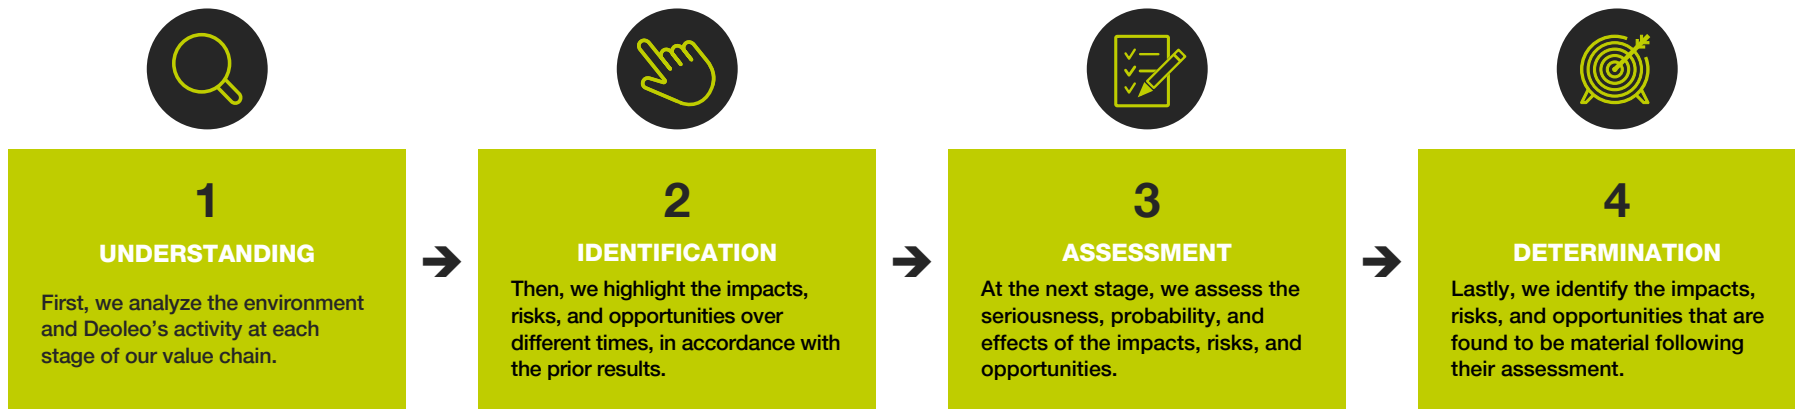 1
UNDERSTANDING
First, we analyze the environment
and Deoleo’s activity at each
stage of our value chain.
2
IDENTIFICATION
Then, we highlight the impacts,
risks, and opportunities over
different times, in accordance with
the prior results.
3
ASSESSMENT
At the next stage, we assess the
seriousness, probability, and
effects of the impacts, risks, and
opportunities.
4
DETERMINATION
Lastly, we identify the impacts,
risks, and opportunities that are
found to be material following
their assessment.